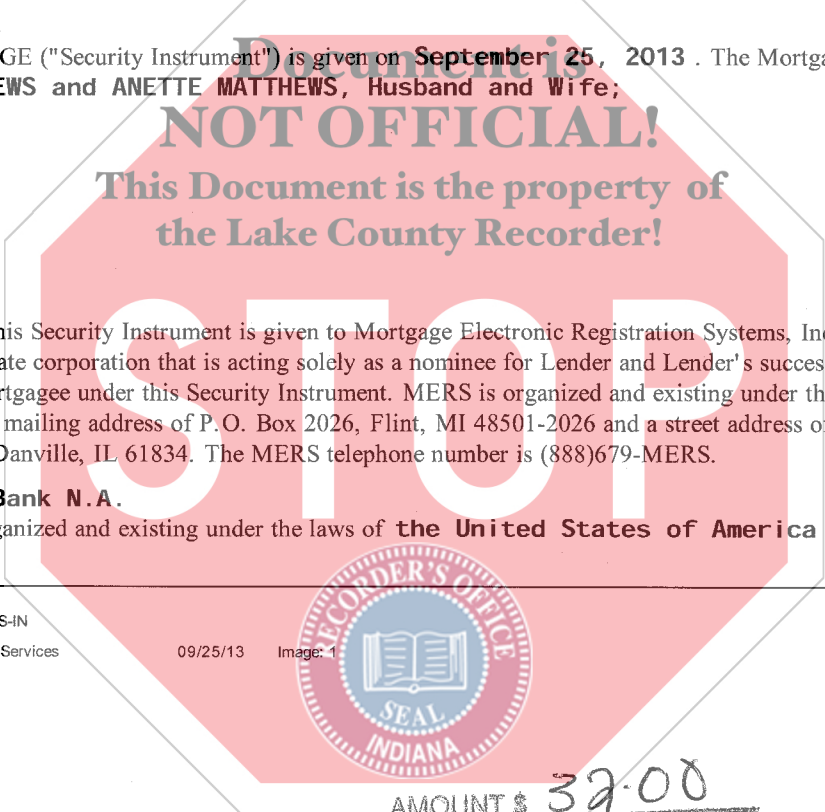 Document is
GE ("Security Instrument") is given on September 25, 2013 . The Mortga
EWS and ANETTE MATTHEWS, Husband and Wife;
NOT OFFICIAL!
This Document is the property of
the Lake County Recorder!
STOP
his Security Instrument is given to Mortgage Electronic Registration Systems, Inc
ate corporation that is acting solely as a nominee for Lender and Lender's succes
rtgagee under this Security Instrument. MERS is organized and existing under th
mailing address of P.O. Box 2026, Flint, MI 48501-2026 and a street address o
Danville, IL 61834. The MERS telephone number is (888)679-MERS.
Bank N.A.
ganized and existing under the laws of the United States of America
RECORDER'S OFFICE
S-IN
Services 09/25/13 Image: 1
SEAL
INDIANA
AMOUNT $ 32.00